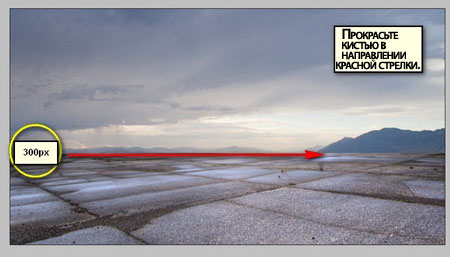 Прокрасьте
кистью в
направлении
красной стрелки.
300px